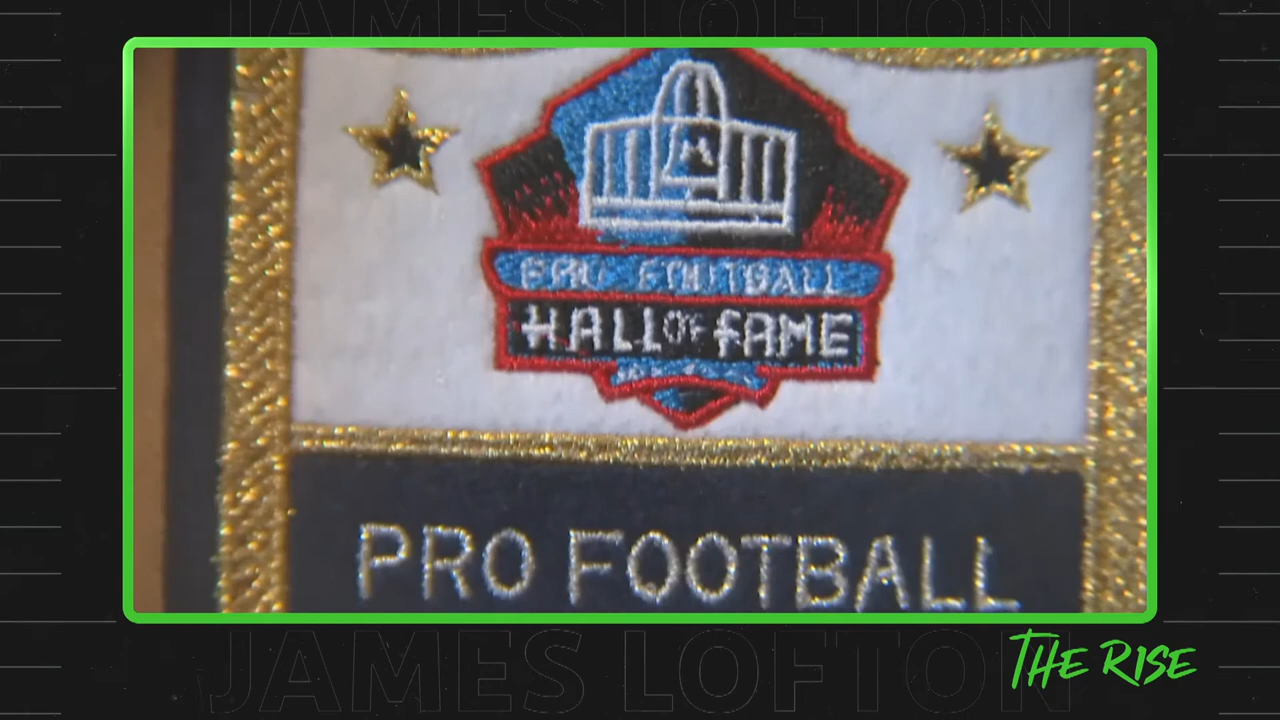 JAMES LOFTON
PRO FOOTBALL
HALL OF FAME
PRO FOOTBALL
JAMES LOFTON
THE RISE